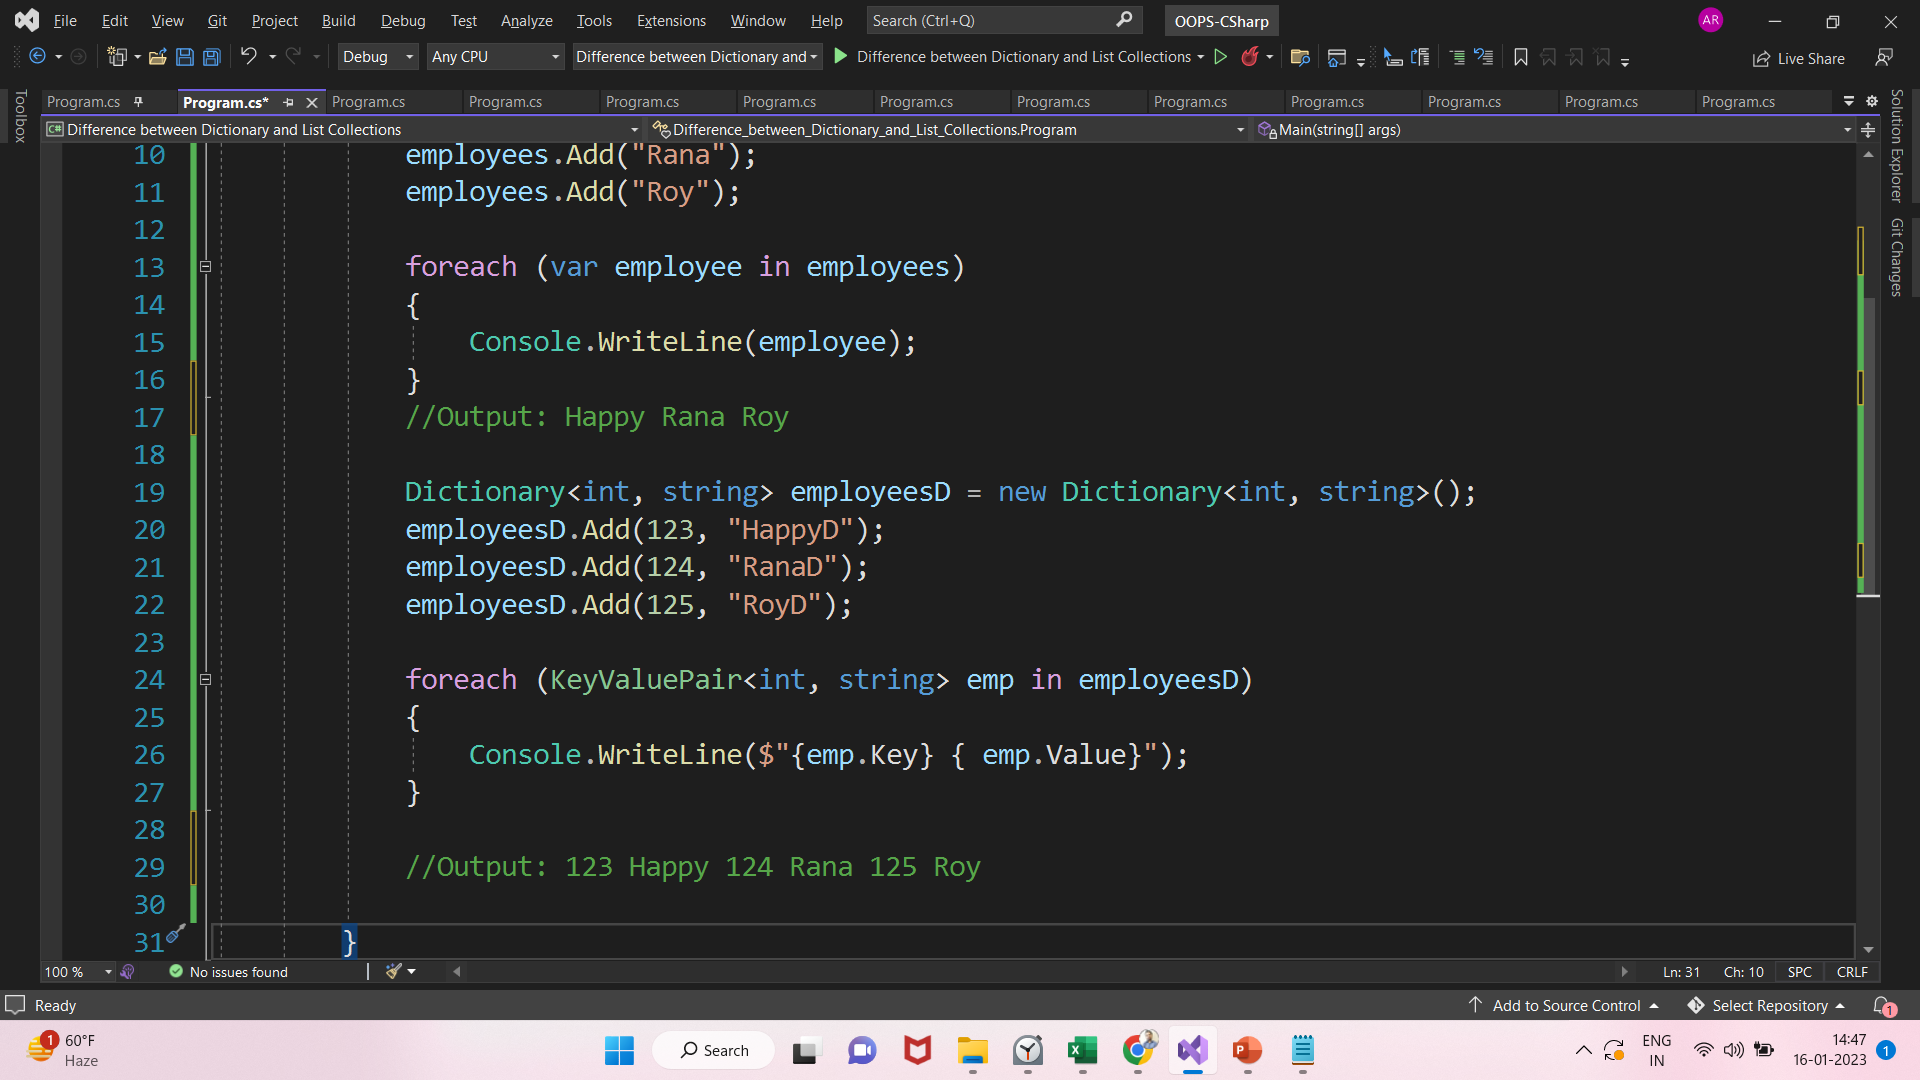 File Edit View Git Project Build Debug Test Analyze Tools Extensions Window Help Search (Ctrl+Q) OOPS-CSharp AR
Debug Any CPU Difference between Dictionary and Difference between Dictionary and List Collections Live Share
Toolbox
Program.cs Program.cs* Program.cs Program.cs Program.cs Program.cs Program.cs Program.cs Program.cs Program.cs Program.cs Program.cs Program.cs
C# Difference between Dictionary and List Collections Difference_between_Dictionary_and_List_Collections.Program Main(string[] args)
Solution Explorer
Git Changes
10 employees.Add("Rana");
11 employees.Add("Roy");
12
13 foreach (var employee in employees)
14 {
15 Console.WriteLine(employee);
16 }
17 //Output: Happy Rana Roy
18
19 Dictionary<int, string> employeesD = new Dictionary<int, string>();
20 employeesD.Add(123, "HappyD");
21 employeesD.Add(124, "RanaD");
22 employeesD.Add(125, "RoyD");
23
24 foreach (KeyValuePair<int, string> emp in employeesD)
25 {
26 Console.WriteLine($"{emp.Key} { emp.Value}");
27 }
28
29 //Output: 123 Happy 124 Rana 125 Roy
30
31 }
100 % No issues found Ln: 31 Ch: 10 SPC CRLF
Ready Add to Source Control Select Repository 1
1 60°F
Haze
Search
ENG
IN
14:47
16-01-2023
1